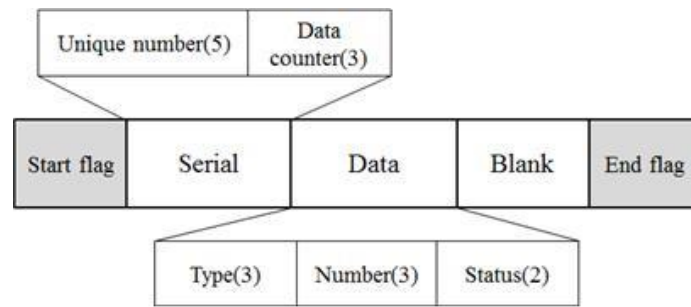 Unique number(5)
Data
counter(3)
Start flag
Serial
Data
Blank
End flag
Type(3)
Number(3)
Status(2)